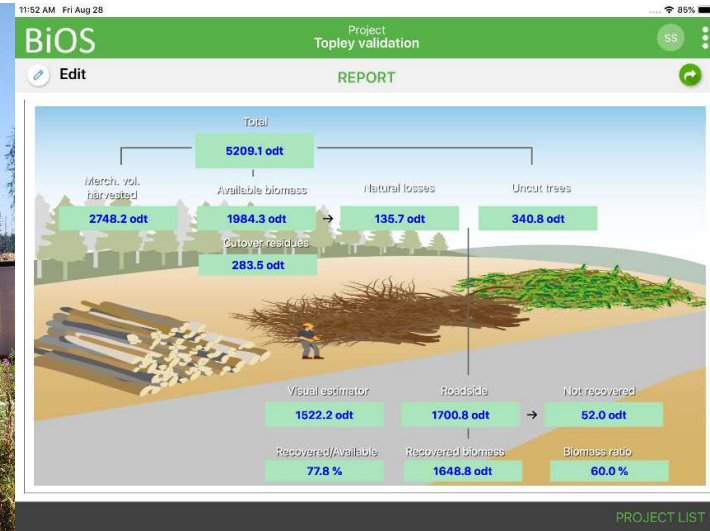 11:52 AM Fri Aug 28
85%
BiOS
Project
Topley validation
SS
Edit
REPORT
Total
5209.1 odt
Merch. vol.
harvested
Available biomass
Natural losses
Uncut trees
2748.2 odt
1984.3 odt
→
135.7 odt
340.8 odt
Cutover residues
283.5 odt
Visual estimator
Roadside
Not recovered
1522.2 odt
1700.8 odt
→
52.0 odt
Recovered/Available
Recovered biomass
Biomass ratio
77.8 %
1648.8 odt
60.0 %
PROJECT LIST